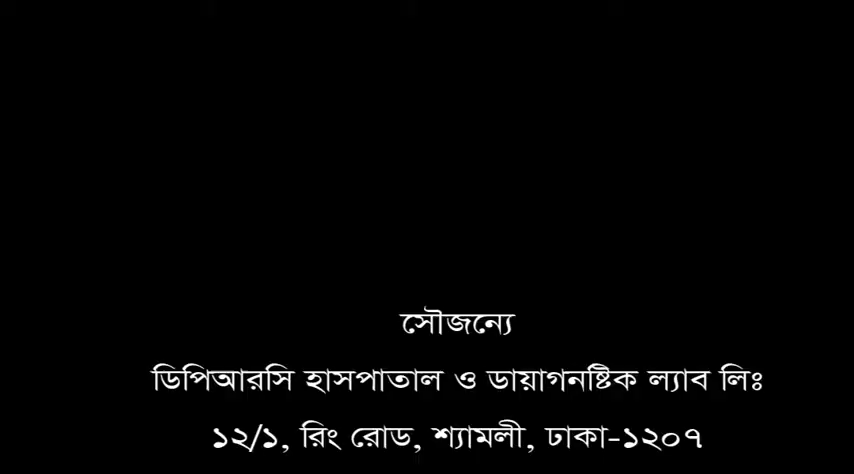 সৌজন্যে
ডিপিআরসি হাসপাতাল ও ডায়াগনষ্টিক ল্যাব লিঃ
১২/১, রিং রোড, শ্যামলী, ঢাকা-১২০৭